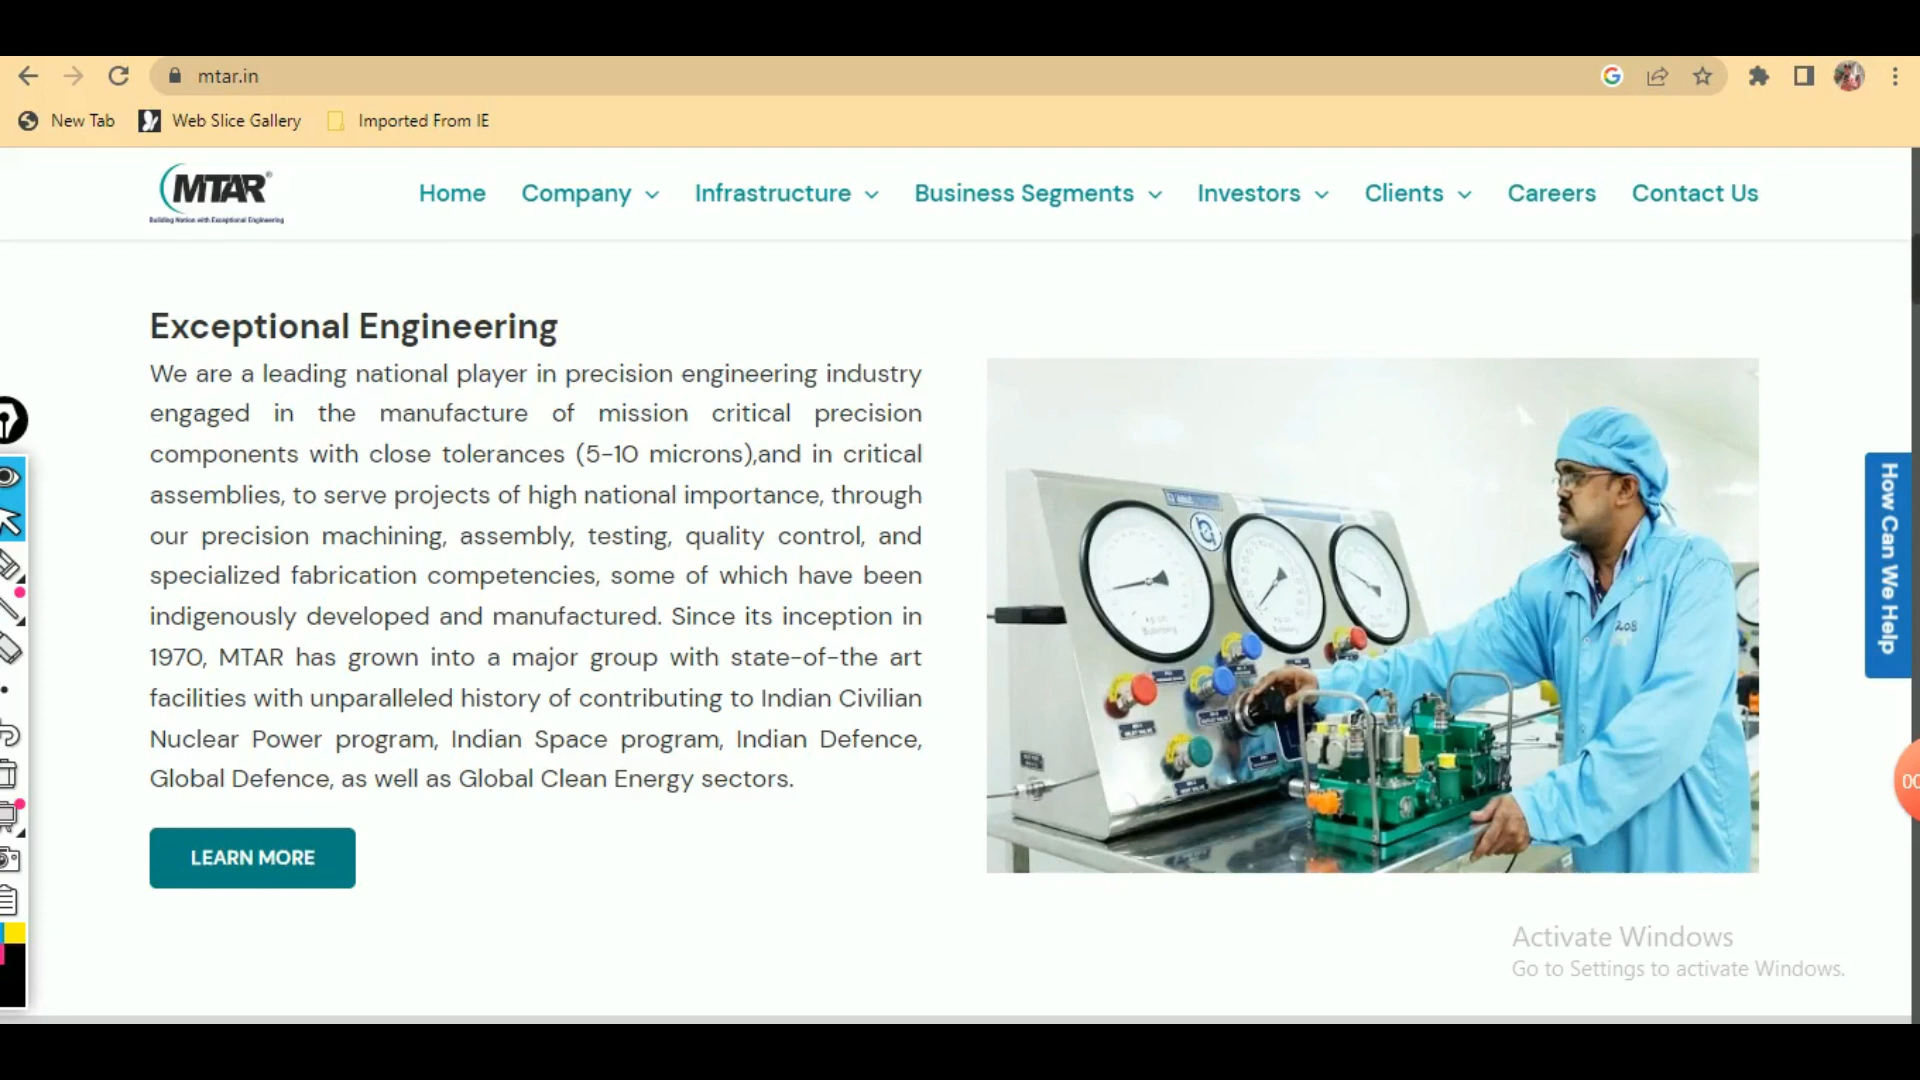 mtar.in
New Tab
Web Slice Gallery
Imported From IE
MTAR®
Building Nation with Exceptional Engineering
Home
Company
Infrastructure
Business Segments
Investors
Clients
Careers
Contact Us
Exceptional Engineering
We are a leading national player in precision engineering industry
engaged in the manufacture of mission critical precision
components with close tolerances (5-10 microns),and in critical
assemblies, to serve projects of high national importance, through
our precision machining, assembly, testing, quality control, and
specialized fabrication competencies, some of which have been
indigenously developed and manufactured. Since its inception in
1970, MTAR has grown into a major group with state-of-the art
facilities with unparalleled history of contributing to Indian Civilian
Nuclear Power program, Indian Space program, Indian Defence,
Global Defence, as well as Global Clean Energy sectors.
LEARN MORE
208
How Can We Help
00
Activate Windows
Go to Settings to activate Windows.